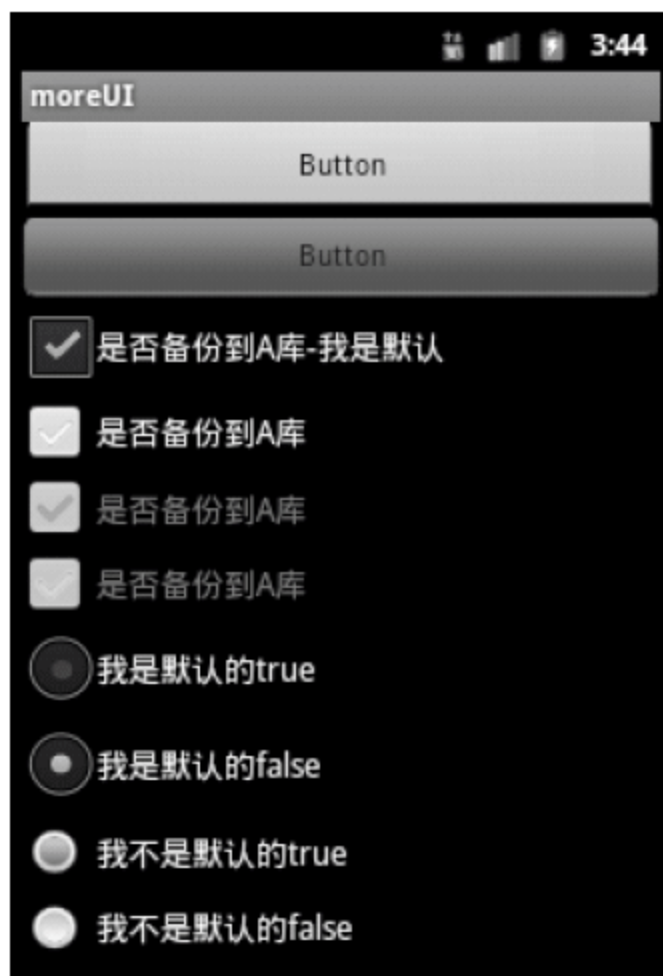 3:44
moreUI
Button
Button
是否备份到A库-我是默认
是否备份到A库
是否备份到A库
是否备份到A库
我是默认的true
我是默认的false
我不是默认的true
我不是默认的false